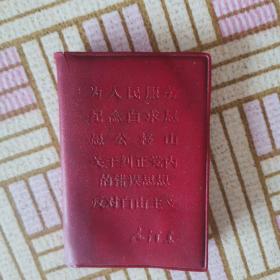 为人民服务
纪念白求恩
愚公移山
关于纠正党内
的错误思想
反对自由主义
毛泽东